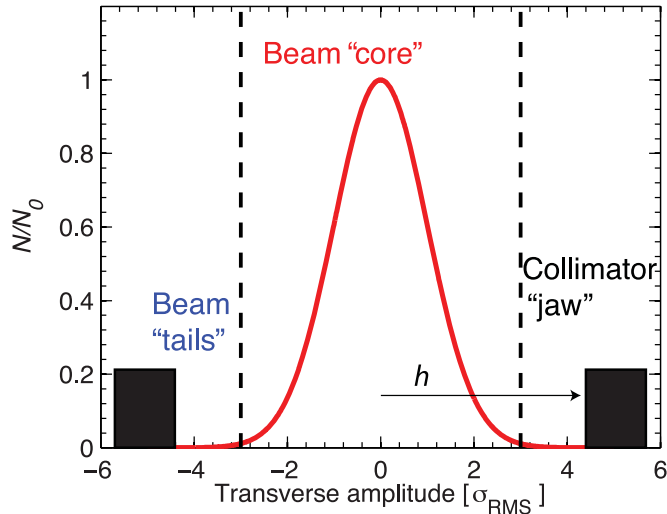 Beam “core”
1
0.8
0.6
0.4
0.2
0
N/N0
Collimator
“jaw”
Beam
“tails”
h
−6 −4 −2 0 2 4 6
Transverse amplitude [σRMS]